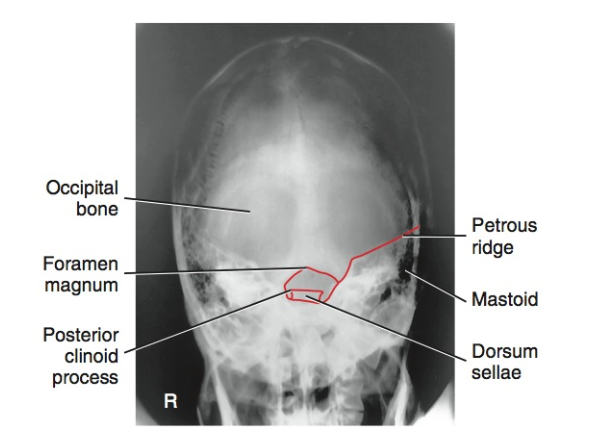 Occipital
bone
Foramen
magnum
Posterior
clinoid
process
Petrous
ridge
Mastoid
Dorsum
sellae
R